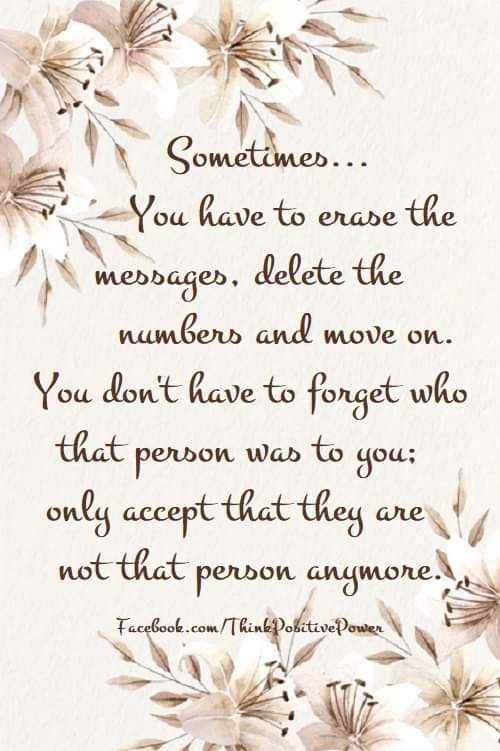 Sometimes...
You have to erase the
messages, delete the
numbers and move on.
You don't have to forget who
that person was to you;
only accept that they are
not that person anymore.
Facebook.com/ThinkPositivePower